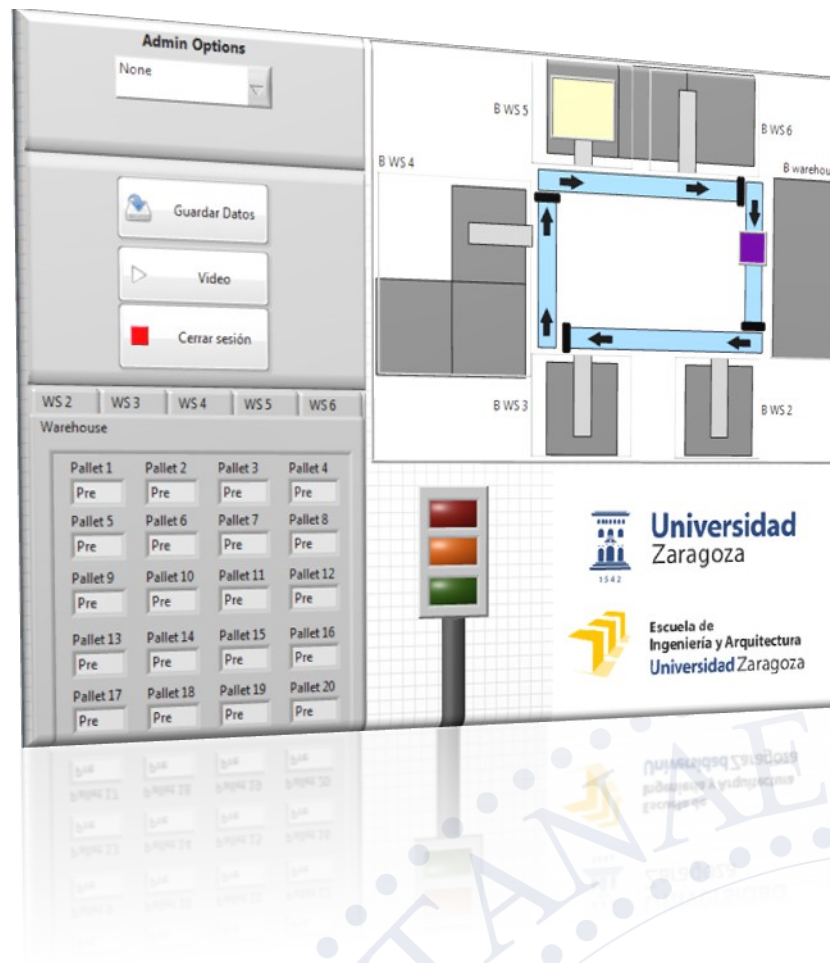 Admin Options
None
Guardar Datos
Video
Cerrar sesión
WS 2 WS 3 WS 4 WS 5 WS 6
Warehouse
Pallet 1 Pallet 2 Pallet 3 Pallet 4
Pre Pre Pre Pre
Pallet 5 Pallet 6 Pallet 7 Pallet 8
Pre Pre Pre Pre
Pallet 9 Pallet 10 Pallet 11 Pallet 12
Pre Pre Pre Pre
Pallet 13 Pallet 14 Pallet 15 Pallet 16
Pre Pre Pre Pre
Pallet 17 Pallet 18 Pallet 19 Pallet 20
Pre Pre Pre Pre
B WS 5
B WS 6
B WS 4
B warehou
B WS 3
B WS 2
Universidad
Zaragoza
1542
Escuela de
Ingeniería y Arquitectura
Universidad Zaragoza
TANAE